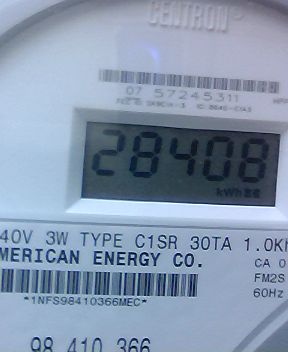 CENTRON®
07 57245311
28408
kWh
40V 3W TYPE C1SR 30TA 1.0Kh
MERICAN ENERGY CO.
CA 0
FM2S
60Hz
*1NFS98410366MEC*
98 410 366